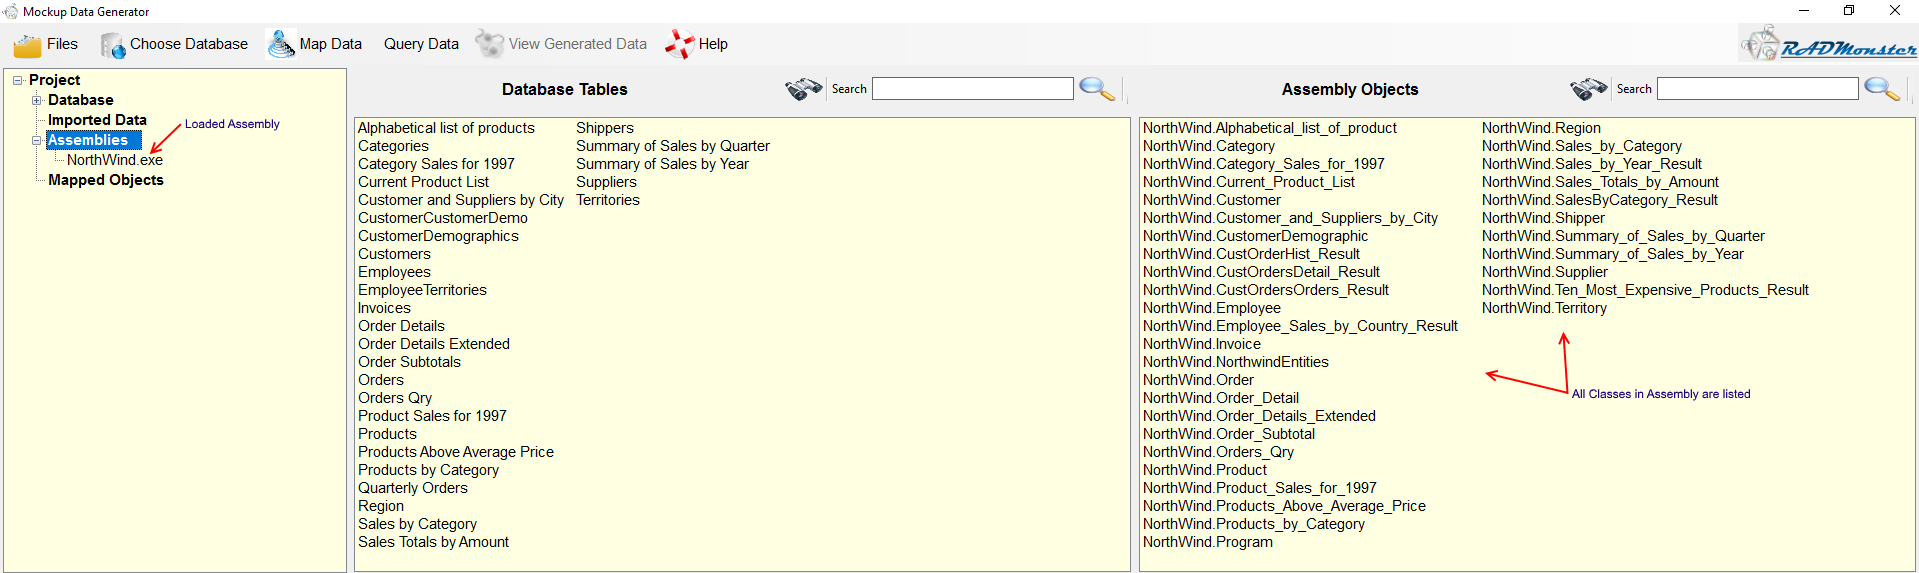 Mockup Data Generator
Files
Choose Database
Map Data
Query Data
View Generated Data
Help
RADMonster
Project
Database
Imported Data
Assemblies
NorthWind.exe
Mapped Objects
Loaded Assembly
Database Tables
Search
Alphabetical list of products
Categories
Category Sales for 1997
Current Product List
Customer and Suppliers by City
CustomerCustomerDemo
CustomerDemographics
Customers
Employees
EmployeeTerritories
Invoices
Order Details
Order Details Extended
Order Subtotals
Orders
Orders Qry
Product Sales for 1997
Products
Products Above Average Price
Products by Category
Quarterly Orders
Region
Sales by Category
Sales Totals by Amount
Shippers
Summary of Sales by Quarter
Summary of Sales by Year
Suppliers
Territories
Assembly Objects
Search
NorthWind.Alphabetical_list_of_product
NorthWind.Category
NorthWind.Category_Sales_for_1997
NorthWind.Current_Product_List
NorthWind.Customer
NorthWind.Customer_and_Suppliers_by_City
NorthWind.CustomerDemographic
NorthWind.CustOrderHist_Result
NorthWind.CustOrdersDetail_Result
NorthWind.CustOrdersOrders_Result
NorthWind.Employee
NorthWind.Employee_Sales_by_Country_Result
NorthWind.Invoice
NorthWind.NorthwindEntities
NorthWind.Order
NorthWind.Order_Detail
NorthWind.Order_Details_Extended
NorthWind.Order_Subtotal
NorthWind.Orders_Qry
NorthWind.Product
NorthWind.Product_Sales_for_1997
NorthWind.Products_Above_Average_Price
NorthWind.Products_by_Category
NorthWind.Program
NorthWind.Region
NorthWind.Sales_by_Category
NorthWind.Sales_by_Year_Result
NorthWind.Sales_Totals_by_Amount
NorthWind.SalesByCategory_Result
NorthWind.Shipper
NorthWind.Summary_of_Sales_by_Quarter
NorthWind.Summary_of_Sales_by_Year
NorthWind.Supplier
NorthWind.Ten_Most_Expensive_Products_Result
NorthWind.Territory
All Classes in Assembly are listed